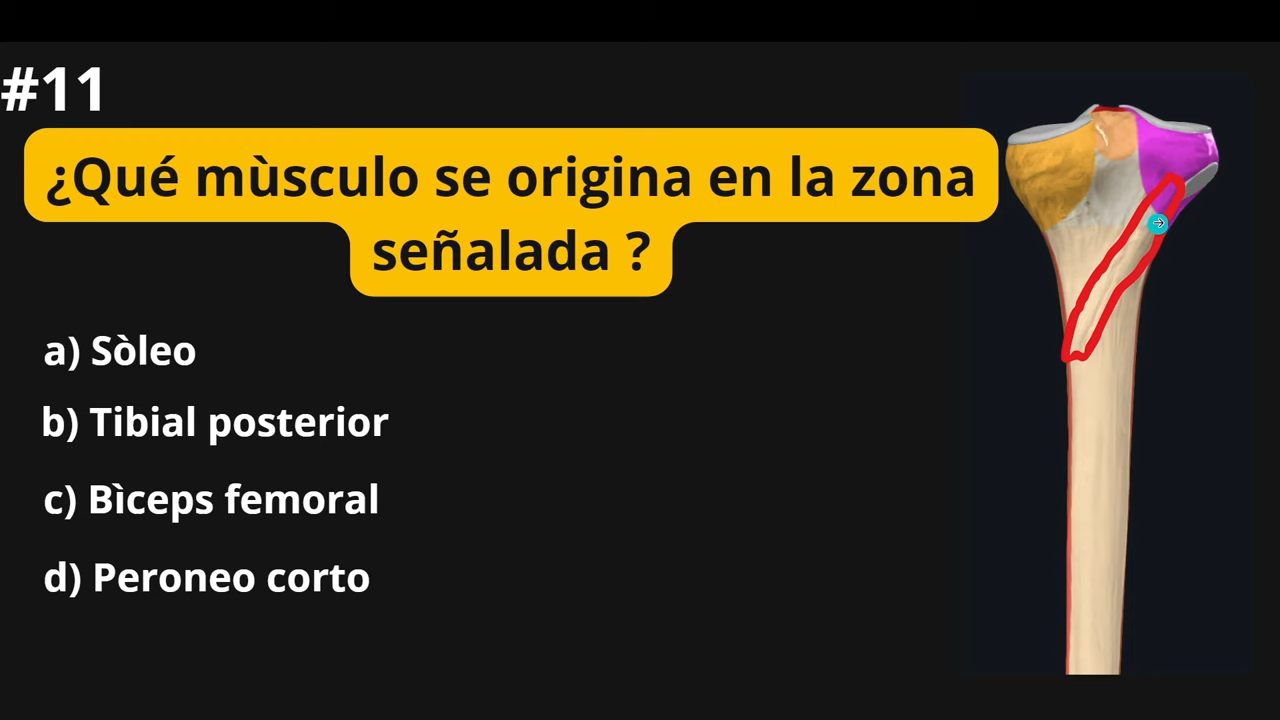 #11
¿Qué mùsculo se origina en la zona
señalada ?
a) Sòleo
b) Tibial posterior
c) Bìceps femoral
d) Peroneo corto